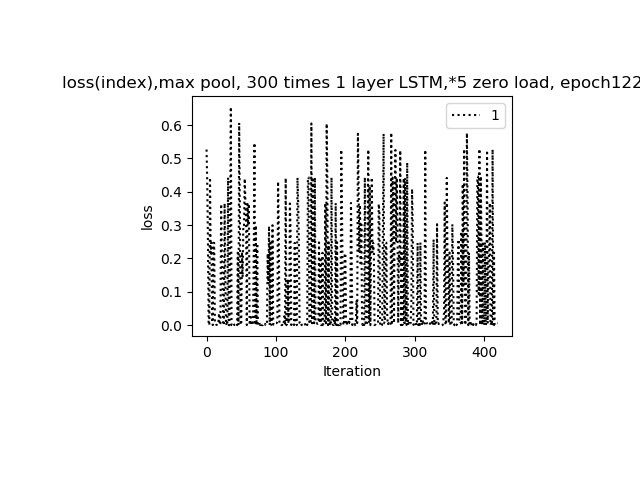 loss(index),max pool, 300 times 1 layer LSTM,*5 zero load, epoch122
1
0.6
0.5
0.4
0.3
0.2
0.1
0.0
loss
0 100 200 300 400
Iteration